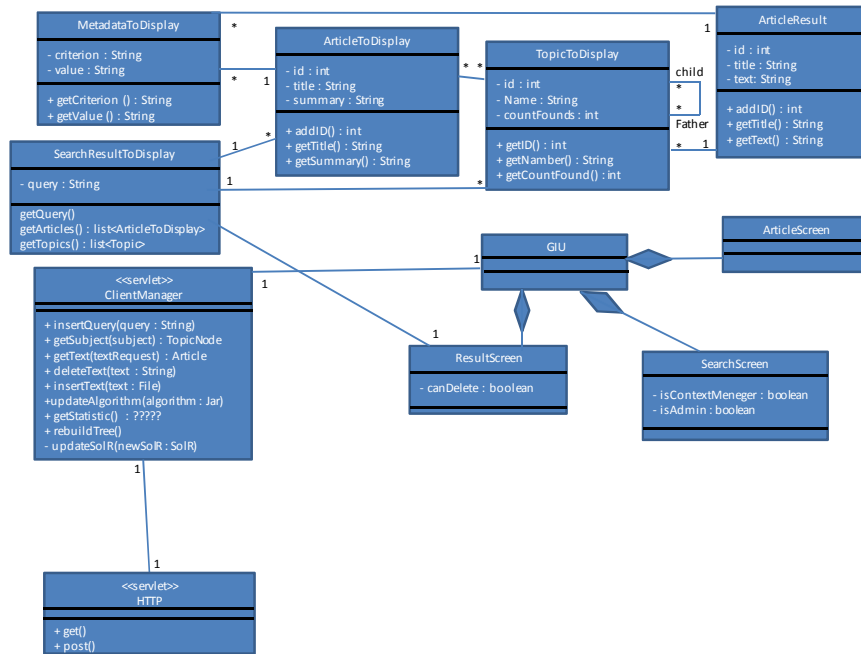 MetadataToDisplay
- criterion : String
- value : String
+ getCriterion () : String
+ getValue () : String
*
*
1
ArticleToDisplay
- id : int
- title : String
- summary : String
+ addID() : int
+ getTitle() : String
+ getSummary() : String
*
*
*
TopicToDisplay
- id : int
- Name : String
- countFounds : int
+ getID() : int
+ getNamber() : String
+ getCountFound() : int
child
*
*
Father
*
1
*
1
ArticleResult
- id : int
- title : String
- text: String
+ addID() : int
+ getTitle() : String
+ getText() : String
SearchResultToDisplay
- query : String
getQuery()
getArticles() : list<ArticleToDisplay>
getTopics() : list<Topic>
1
1
<<servlet>>
ClientManager
+ insertQuery(query : String)
+ getSubject(subject) : TopicNode
+ getText(textRequest) : Article
+ deleteText(text : String)
+ insertText(text : File)
+updateAlgorithm(algorithm : Jar)
+ getStatistic() : ?????
+ rebuildTree()
- updateSolR(newSolR : SolR)
1
1
GIU
ArticleScreen
1
ResultScreen
- canDelete : boolean
SearchScreen
- isContextMeneger : boolean
- isAdmin : boolean
1
1
<<servlet>>
HTTP
+ get()
+ post()